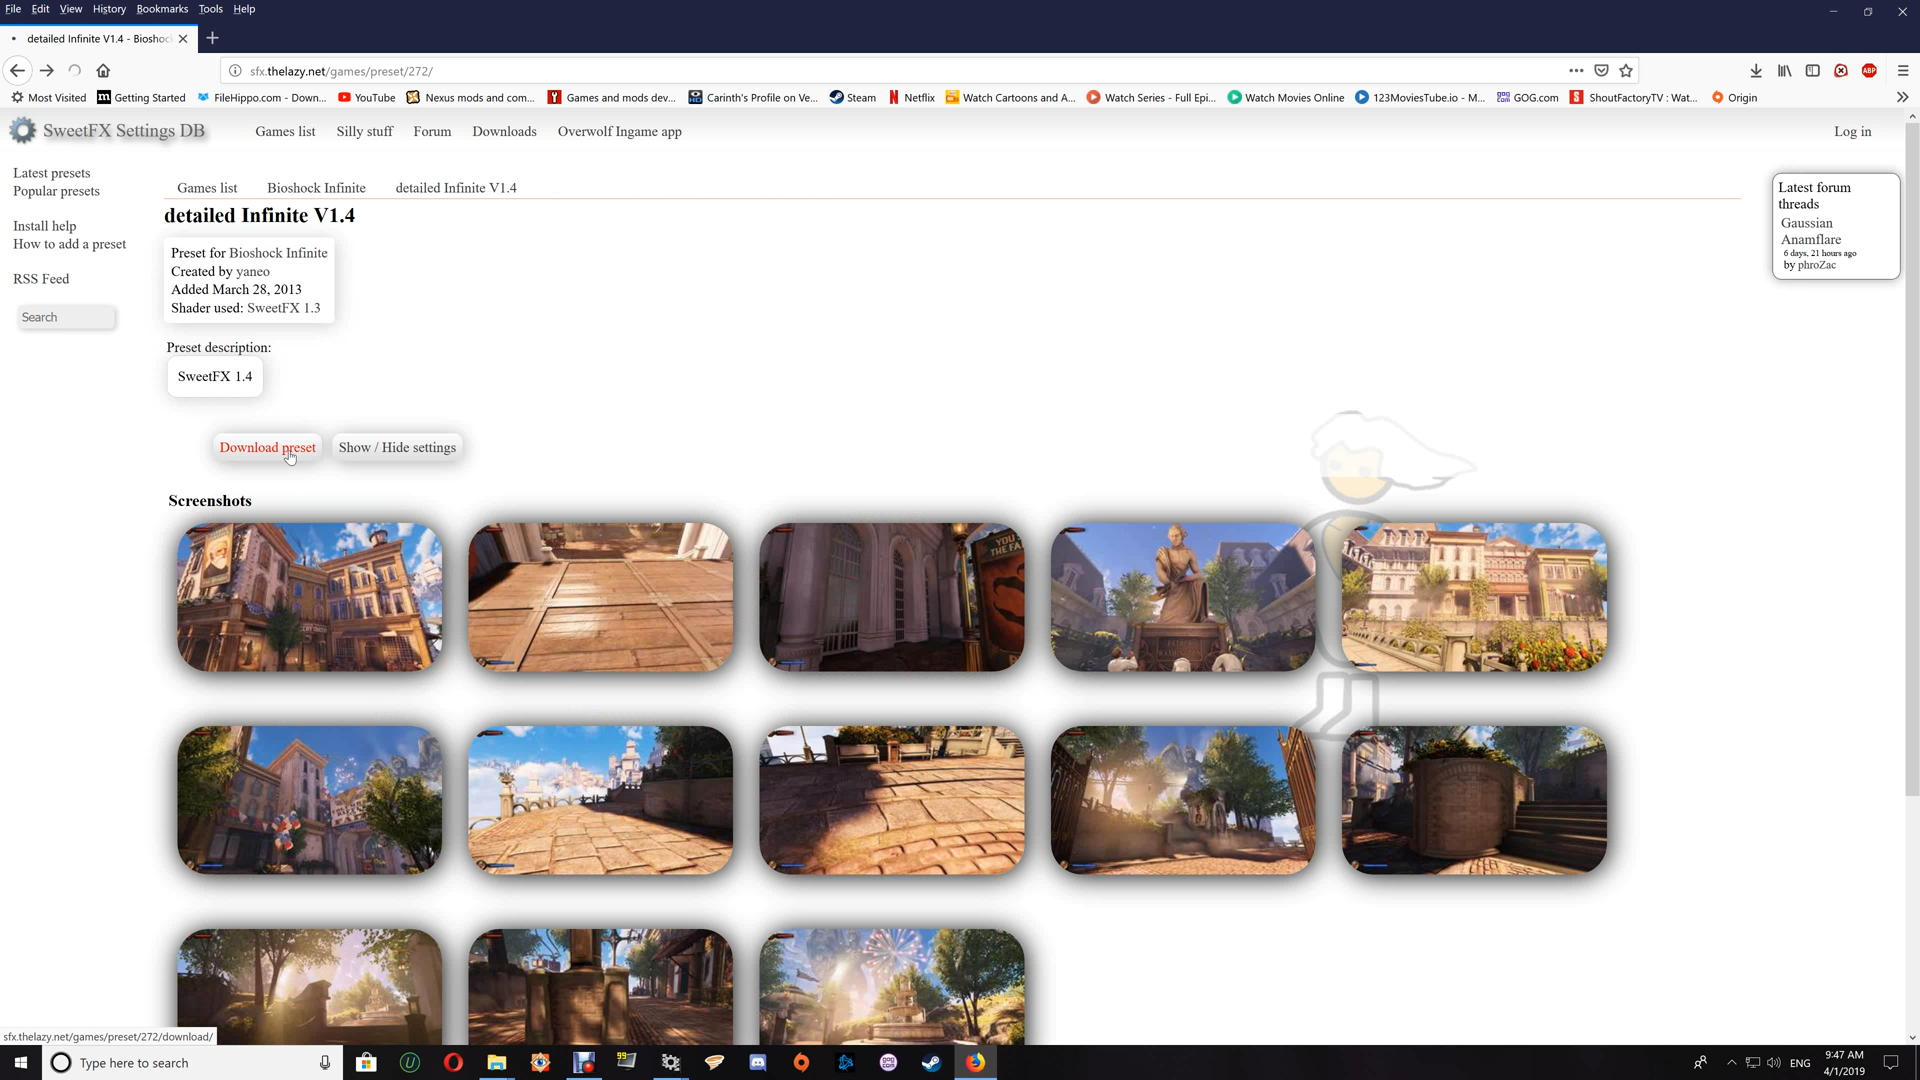 File Edit View History Bookmarks Tools Help
detailed Infinite V1.4 - Bioshoc
sfx.thelazy.net/games/preset/272/
Most Visited Getting Started FileHippo.com - Down... YouTube Nexus mods and com... Games and mods dev... Carinth's Profile on Ve... Steam Netflix Watch Cartoons and A... Watch Series - Full Epi... Watch Movies Online 123MoviesTube.io - M... GOG.com ShoutFactoryTV : Wat... Origin
SweetFX Settings DB Games list Silly stuff Forum Downloads Overwolf Ingame app Log in
Latest presets
Popular presets
Install help
How to add a preset
RSS Feed
Search
Games list Bioshock Infinite detailed Infinite V1.4
detailed Infinite V1.4
Preset for Bioshock Infinite
Created by yaneo
Added March 28, 2013
Shader used: SweetFX 1.3
Preset description:
SweetFX 1.4
Download preset Show / Hide settings
Latest forum
threads
Gaussian
Anamflare
6 days, 21 hours ago
by phroZac
Screenshots
sfx.thelazy.net/games/preset/272/download/
Type here to search
ENG
9:47 AM
4/1/2019